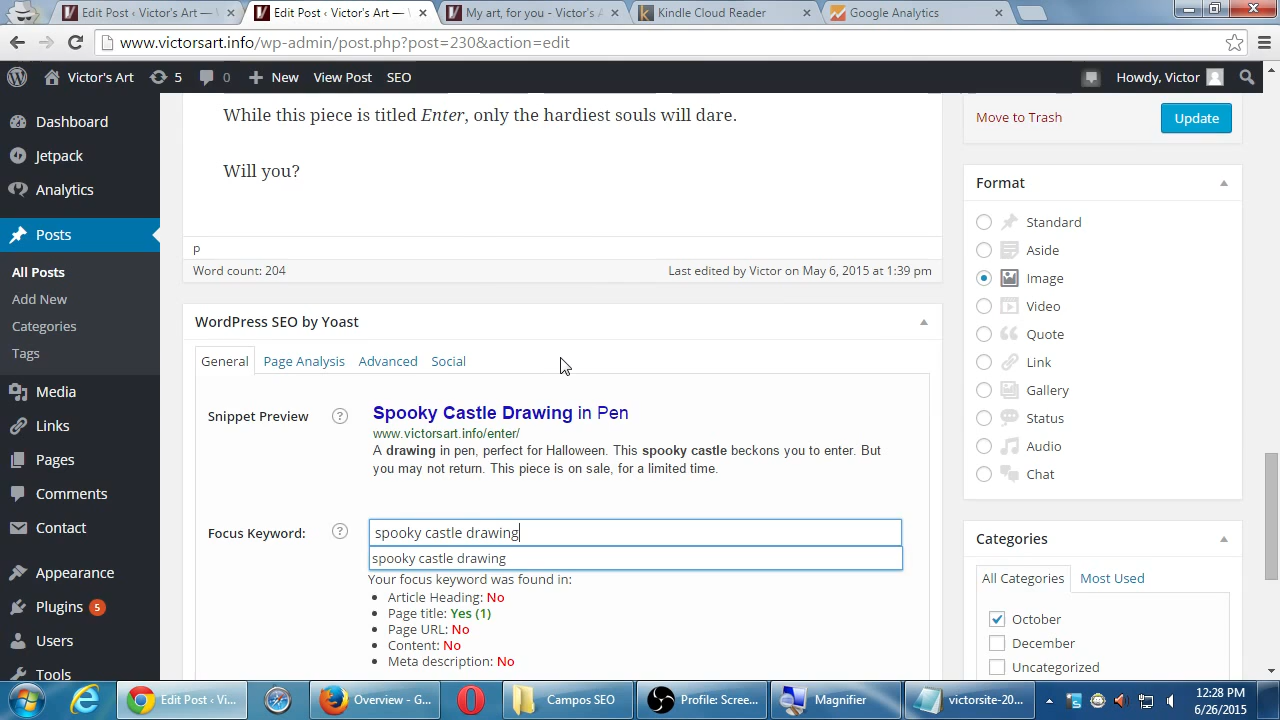 Edit Post ‹ Victor's Art —
Edit Post ‹ Victor's Art — \
My art, for you - Victor's A
Kindle Cloud Reader
Google Analytics
www.victorsart.info/wp-admin/post.php?post=230&action=edit
Victor's Art
5
0
New
View Post
SEO
Howdy, Victor
Dashboard
Jetpack
Analytics
Posts
All Posts
Add New
Categories
Tags
Media
Links
Pages
Comments
Contact
Appearance
Plugins 5
Users
Tools
While this piece is titled Enter, only the hardiest souls will dare.
Will you?
p
Word count: 204
Last edited by Victor on May 6, 2015 at 1:39 pm
WordPress SEO by Yoast
General
Page Analysis
Advanced
Social
Snippet Preview
?
Spooky Castle Drawing in Pen
www.victorsart.info/enter/
A drawing in pen, perfect for Halloween. This spooky castle beckons you to enter. But
you may not return. This piece is on sale, for a limited time.
Focus Keyword:
?
spooky castle drawing
spooky castle drawing
Your focus keyword was found in:
Article Heading: No
Page title: Yes (1)
Page URL: No
Content: No
Meta description: No
Move to Trash
Update
Format
Standard
Aside
Image
Video
Quote
Link
Gallery
Status
Audio
Chat
Categories
All Categories
Most Used
October
December
Uncategorized
Edit Post ‹ Vi...
Overview - G...
Campos SEO
Profile: Scree...
Magnifier
victorsite-20...
12:28 PM
6/26/2015